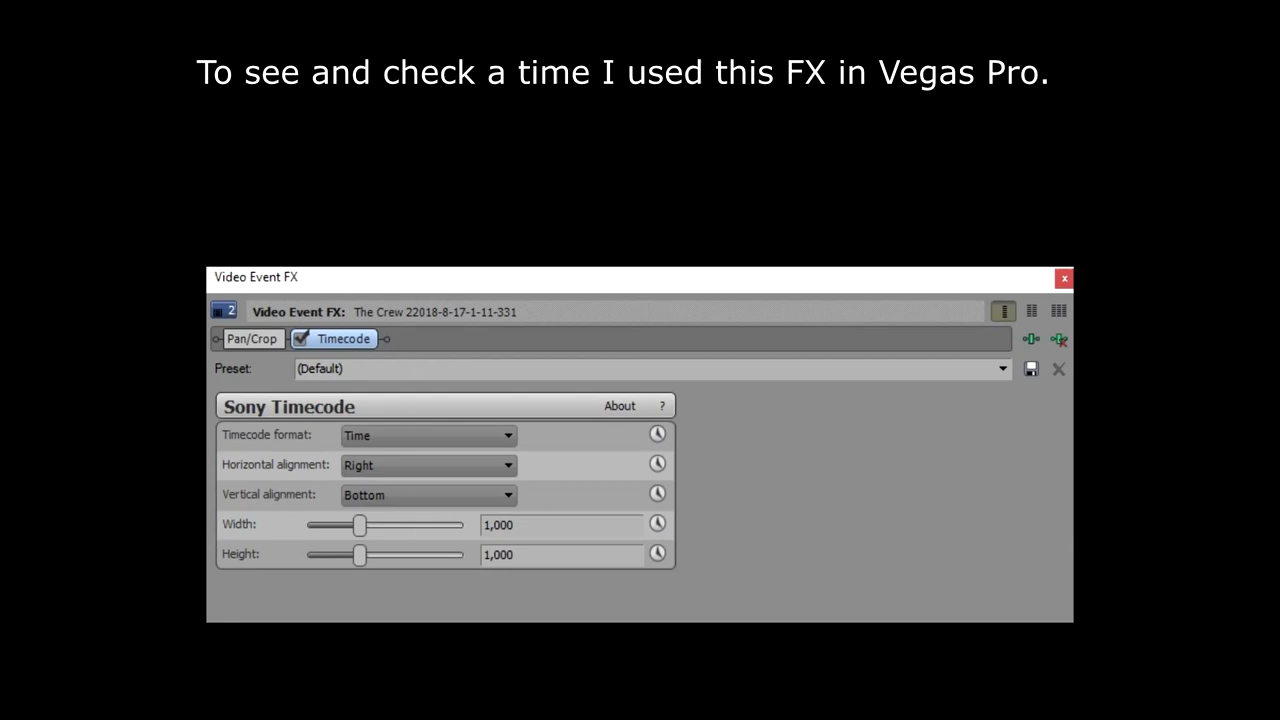 To see and check a time I used this FX in Vegas Pro.
Video Event FX
x
2 Video Event FX: The Crew 22018-8-17-1-11-331
Pan/Crop Timecode
Preset: (Default)
Sony Timecode About ?
Timecode format: Time
Horizontal alignment: Right
Vertical alignment: Bottom
Width: 1,000
Height: 1,000